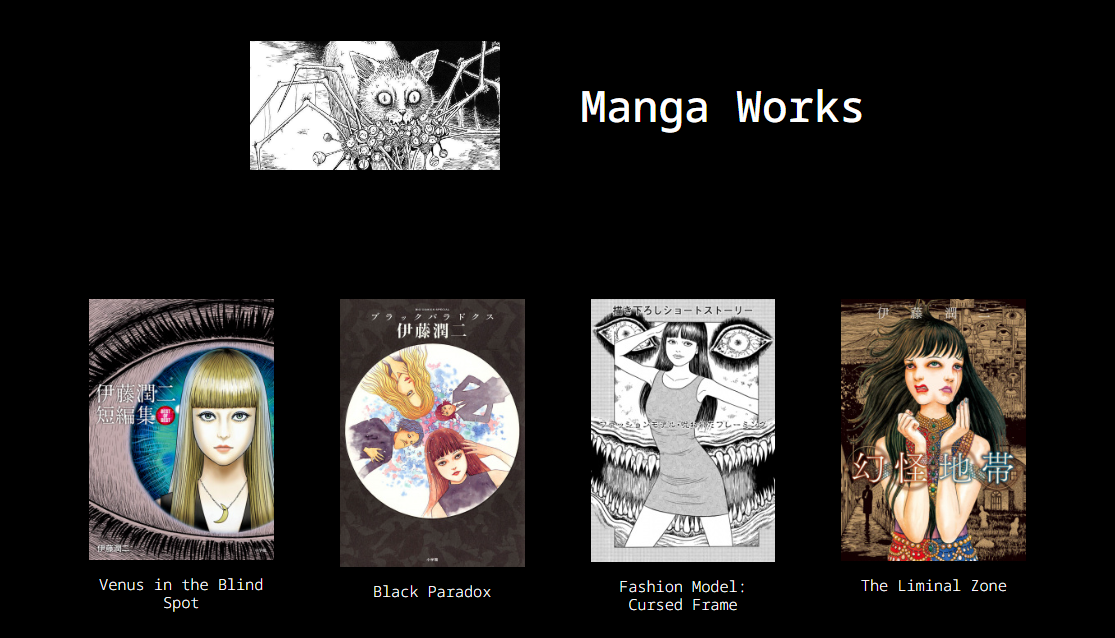 Manga Works
伊藤潤二
短編集
伊藤潤二
Venus in the Blind
Spot
ブラックパラドクス
伊藤潤二
小学館
Black Paradox
描き下ろしショートストーリー
Fashion Model:
Cursed Frame
伊藤潤
幻怪地帯
The Liminal Zone